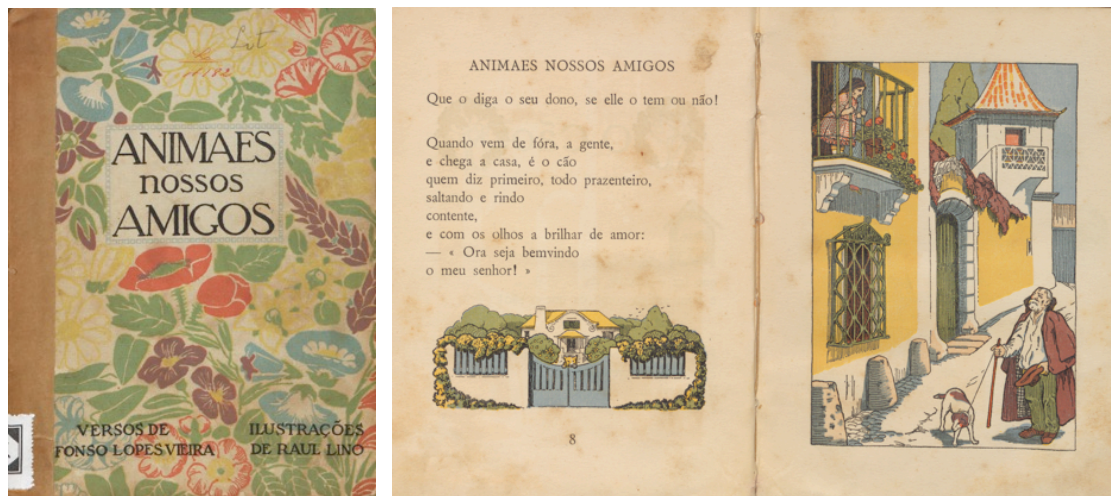 Lit
ANIMAES
NOSSOS
AMIGOS
VERSOS DE
FONSO LOPES VIEIRA
ILUSTRAÇÕES
DE RAUL LINO
ANIMAES NOSSOS AMIGOS
Que o diga o seu dono, se elle o tem ou não!
Quando vem de fóra, a gente,
e chega a casa, é o cão
quem diz primeiro, todo prazenteiro,
saltando e rindo
contente,
e com os olhos a brilhar de amor:
— « Ora seja bemvindo
o meu senhor! »
8